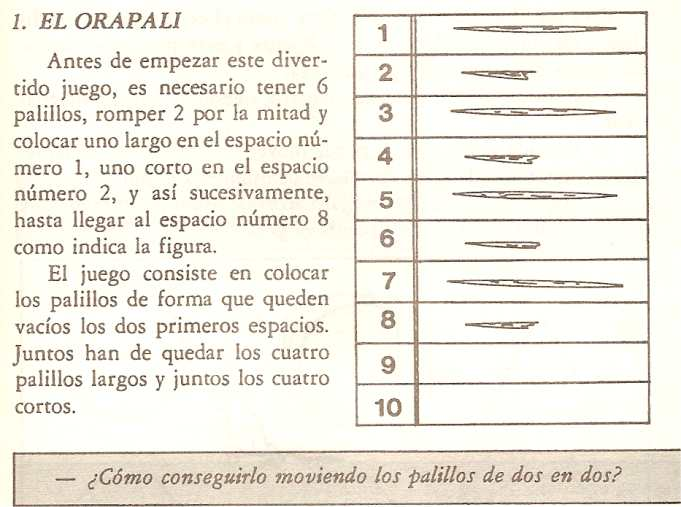 1. EL ORAPALI
Antes de empezar este diver-
tido juego, es necesario tener 6
palillos, romper 2 por la mitad y
colocar uno largo en el espacio nú-
mero 1, uno corto en el espacio
número 2, y así sucesivamente,
hasta llegar al espacio número 8
como indica la figura.
El juego consiste en colocar
los palillos de forma que queden
vacíos los dos primeros espacios.
Juntos han de quedar los cuatro
palillos largos y juntos los cuatro
cortos.
1
2
3
4
5
6
7
8
9
10
— ¿Cómo conseguirlo moviendo los palillos de dos en dos?